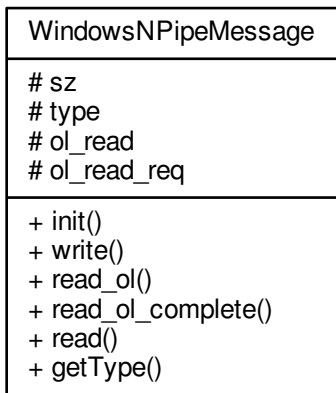 WindowsNPipeMessage
# sz
# type
# ol_read
# ol_read_req
+ init()
+ write()
+ read_ol()
+ read_ol_complete()
+ read()
+ getType()